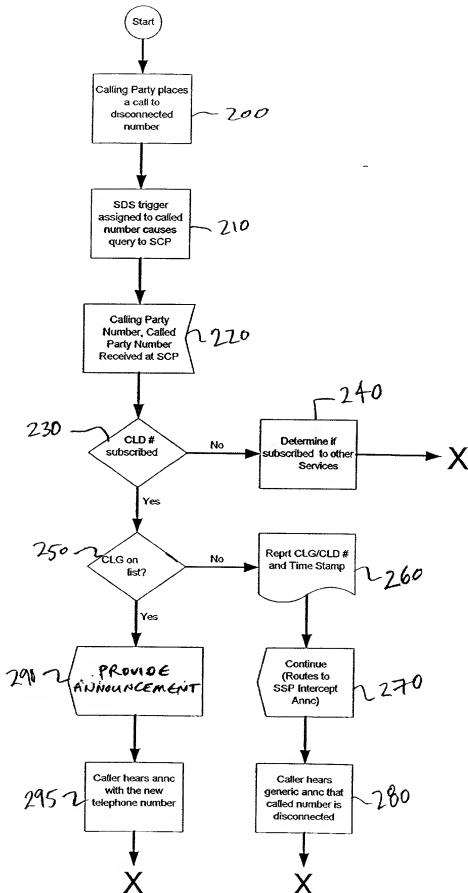 Start
Calling Party places
a call to
disconnected
number
200
SDS trigger
assigned to called
number causes
query to SCP
210
Calling Party
Number, Called
Party Number
Received at SCP
220
230
CLD #
subscribed
No
240
Determine if
subscribed to other
Services
X
Yes
250
CLG on
list?
No
Reprt CLG/CLD #
and Time Stamp
260
Yes
290
PROVIDE
ANNOUNCEMENT
Continue
(Routes to
SSP Intercept
Annc)
270
295
Caller hears annc
with the new
telephone number
Caller hears
generic annc that
called number is
disconnected
280
X
X